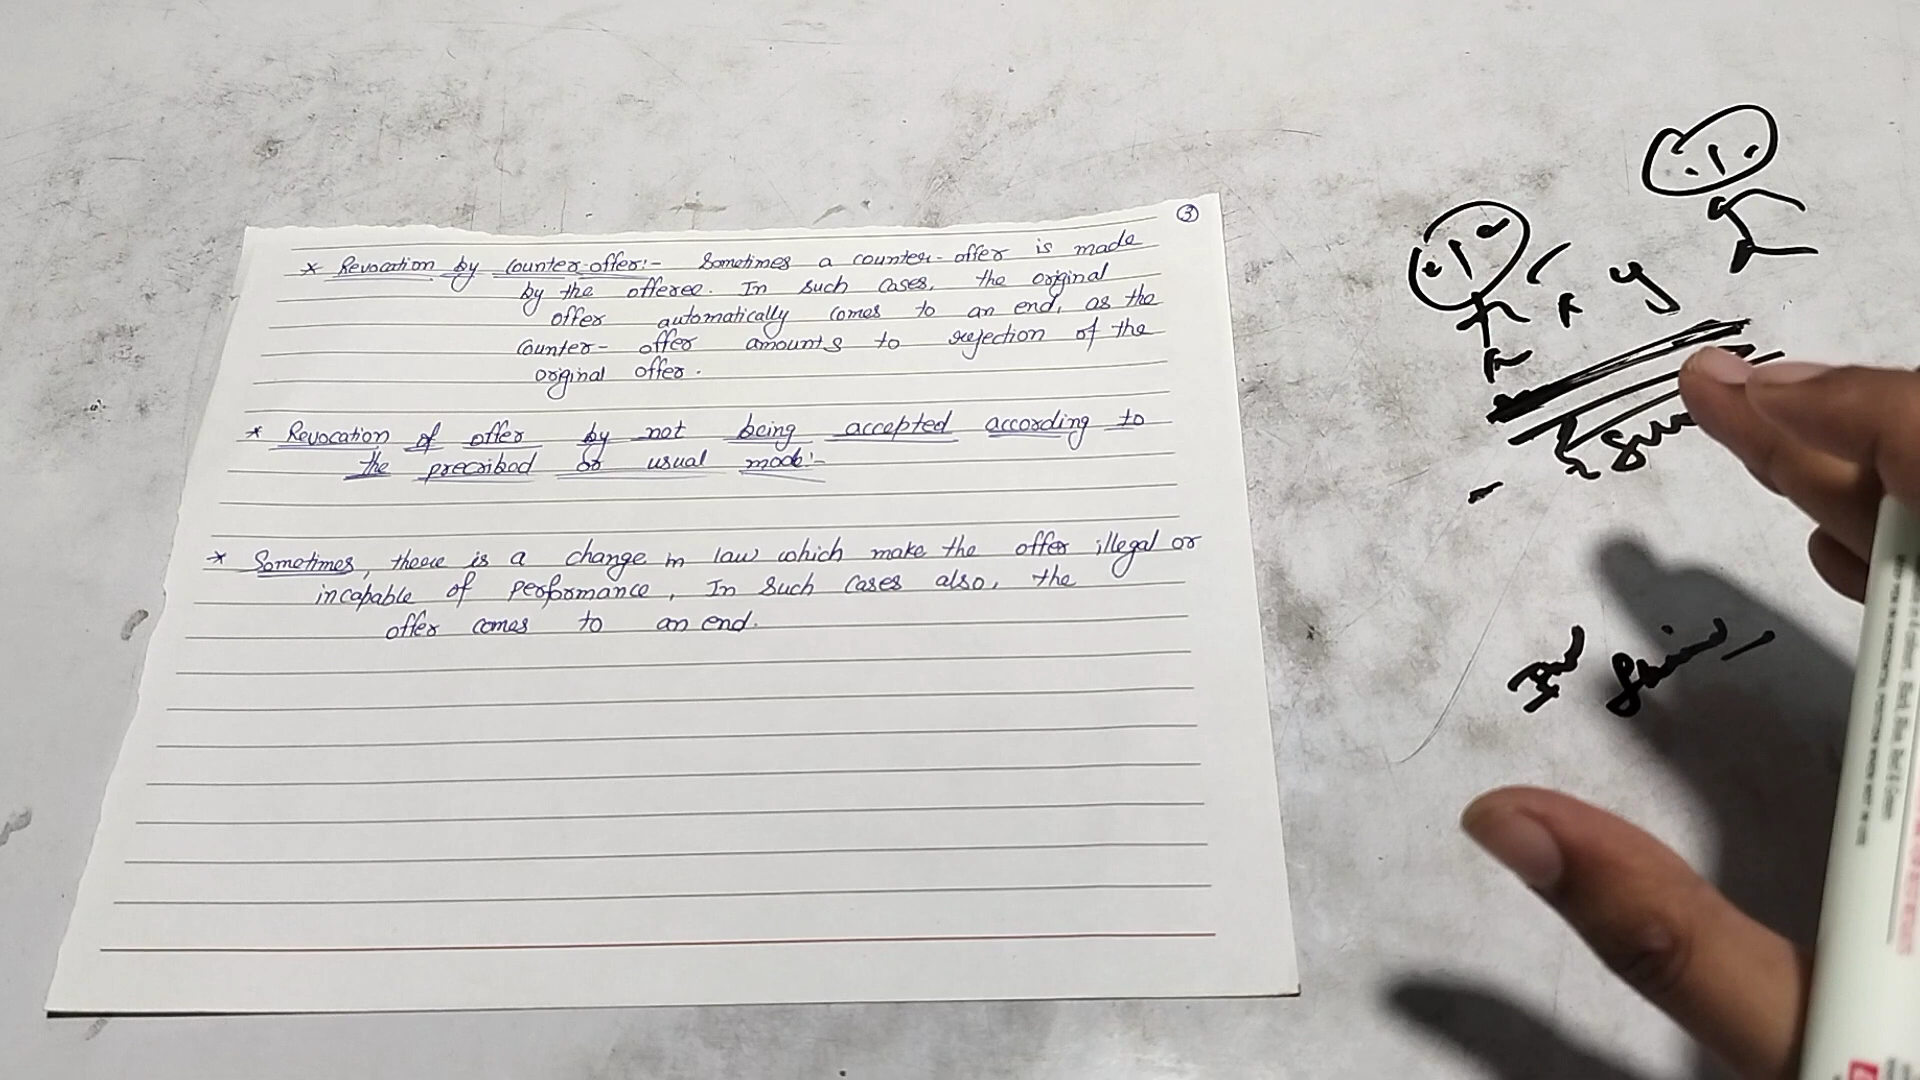 3
* Revocation by counter-offer:- Sometimes a counter-offer is made
by the offeree. In such cases, the original
offer automatically comes to an end, as the
counter- offer amounts to rejection of the
original offer.
* Revocation of offer by not being accepted according to
the precribed or usual mode:-
* Sometimes, there is a change in law which make the offer illegal or
incapable of performance, In such cases also, the
offer comes to an end.